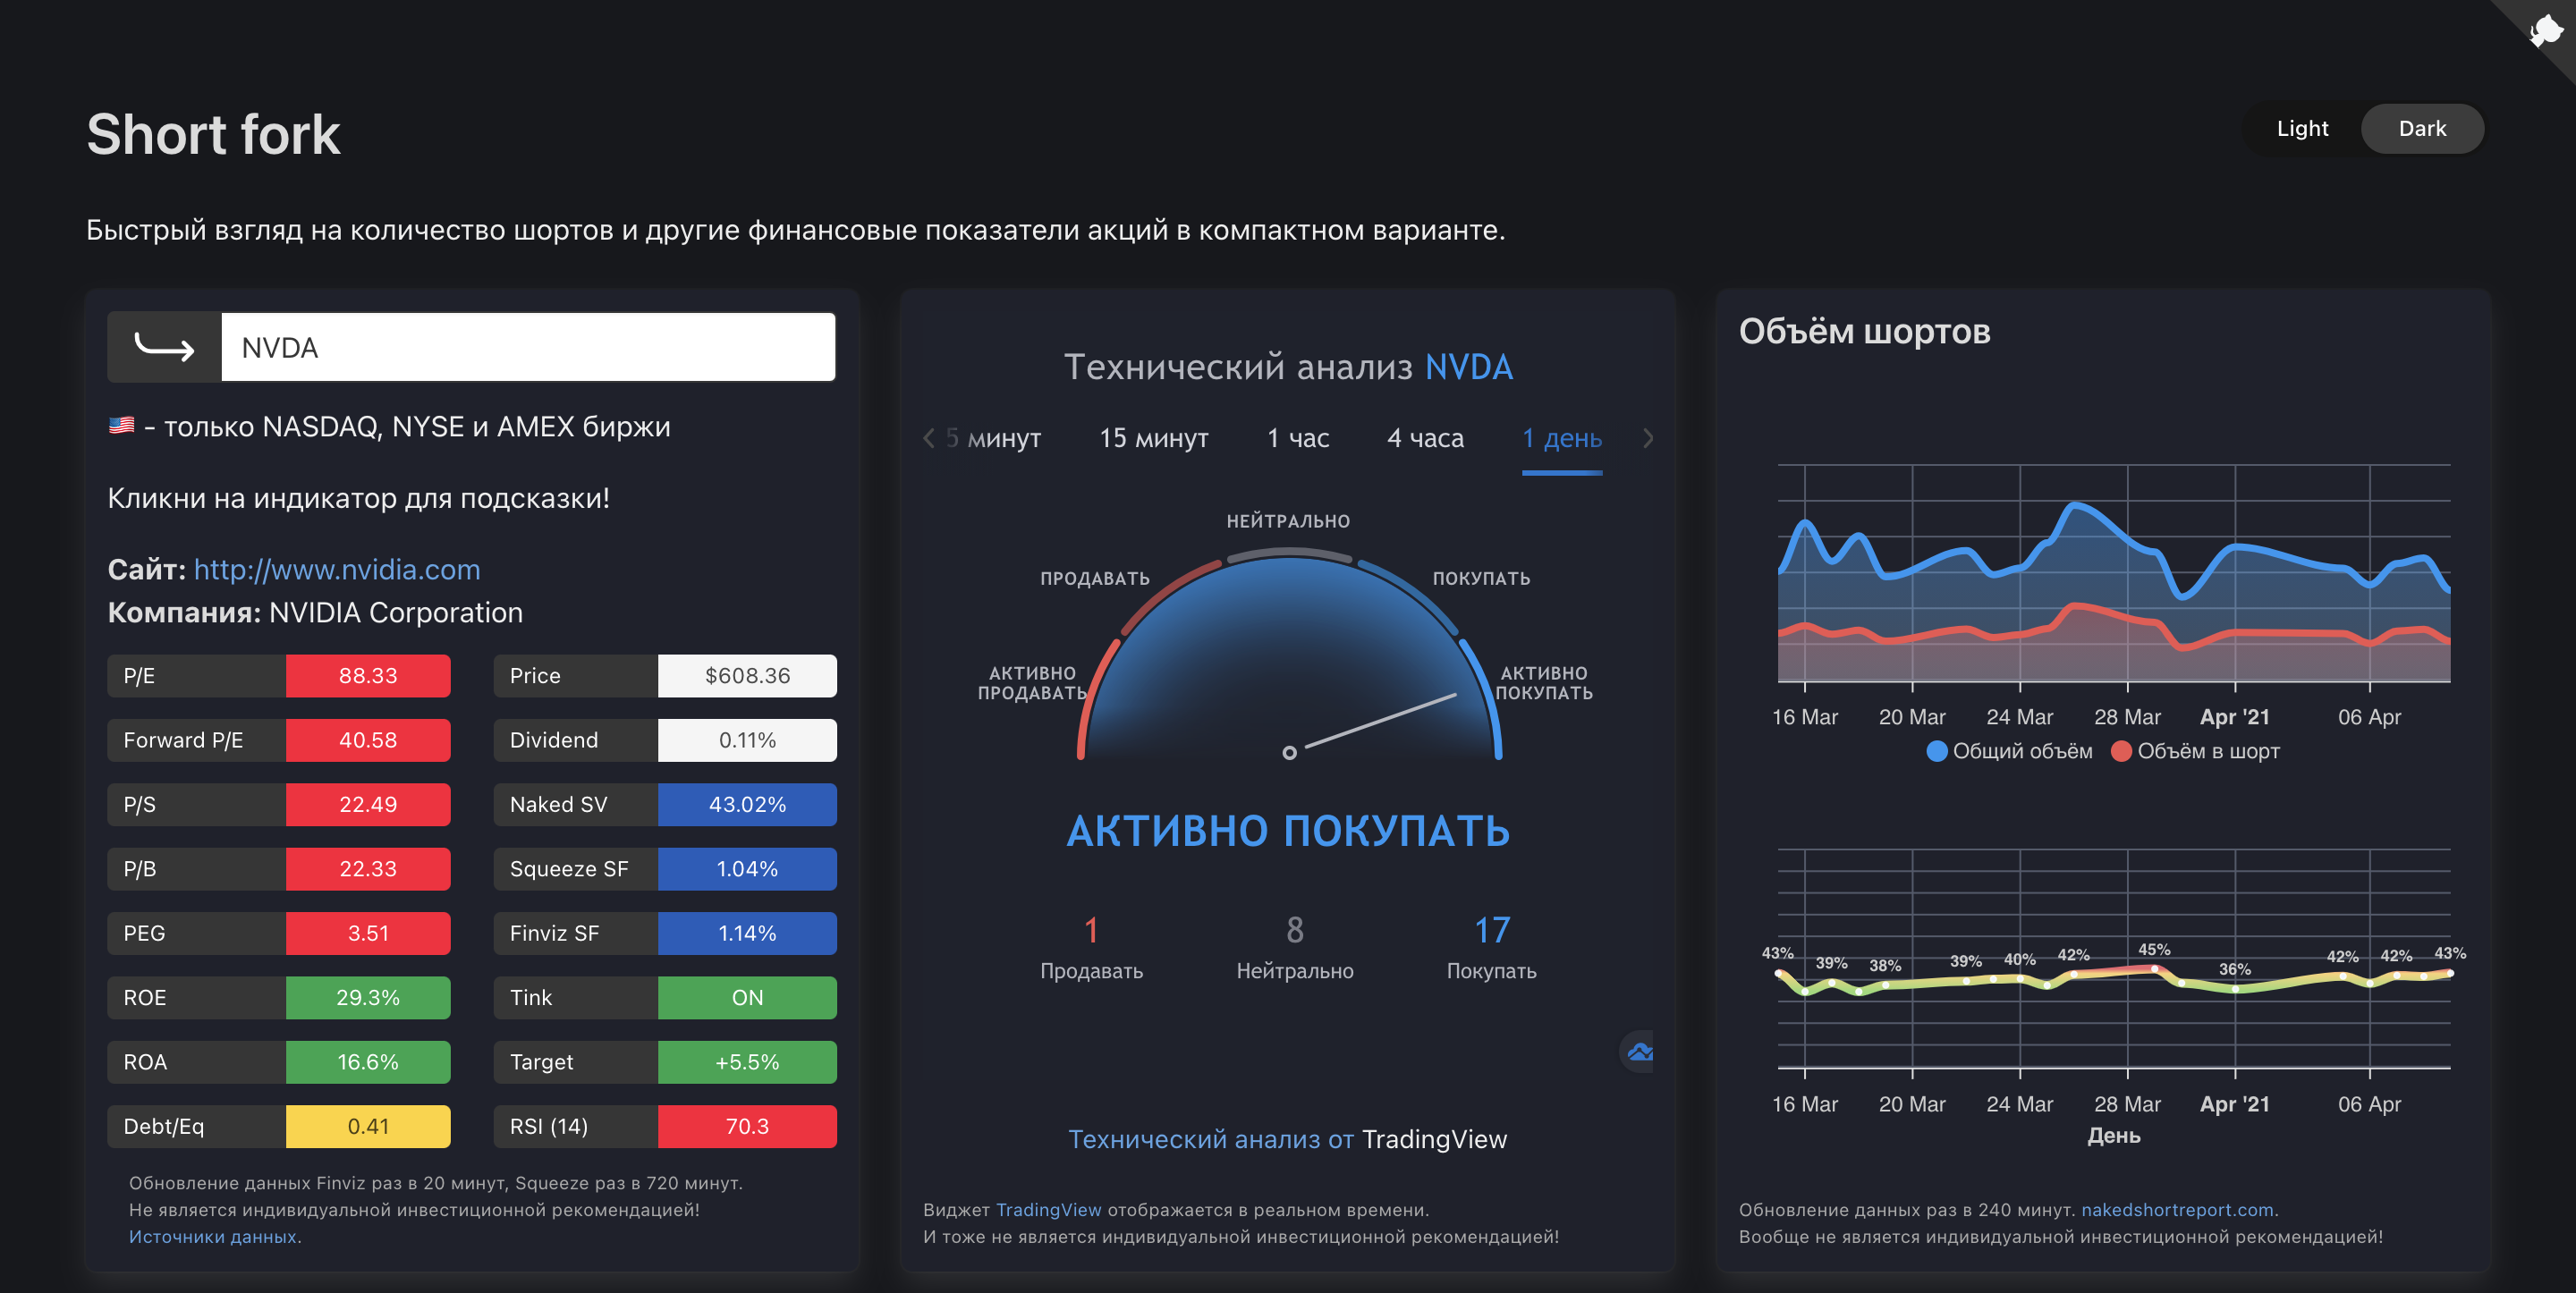 Short fork
Light Dark
Быстрый взгляд на количество шортов и другие финансовые показатели акций в компактном варианте.
NVDA
- только NASDAQ, NYSE и AMEX биржи
Кликни на индикатор для подсказки!
Сайт: http://www.nvidia.com
Компания: NVIDIA Corporation
P/E 88.33 Price $608.36
Forward P/E 40.58 Dividend 0.11%
P/S 22.49 Naked SV 43.02%
P/B 22.33 Squeeze SF 1.04%
PEG 3.51 Finviz SF 1.14%
ROE 29.3% Tink ON
ROA 16.6% Target +5.5%
Debt/Eq 0.41 RSI (14) 70.3
Обновление данных Finviz раз в 20 минут, Squeeze раз в 720 минут.
Не является индивидуальной инвестиционной рекомендацией!
Источники данных.
Технический анализ NVDA
5 минут 15 минут 1 час 4 часа 1 день
НЕЙТРАЛЬНО
ПРОДАВАТЬ ПОКУПАТЬ
АКТИВНО ПРОДАВАТЬ АКТИВНО ПОКУПАТЬ
АКТИВНО ПОКУПАТЬ
1 8 17
Продавать Нейтрально Покупать
Технический анализ от TradingView
Виджет TradingView отображается в реальном времени.
И тоже не является индивидуальной инвестиционной рекомендацией!
Объём шортов
16 Mar 20 Mar 24 Mar 28 Mar Apr '21 06 Apr
Общий объём Объём в шорт
43% 39% 38% 39% 40% 42% 45% 36% 42% 42% 43%
16 Mar 20 Mar 24 Mar 28 Mar Apr '21 06 Apr
День
Обновление данных раз в 240 минут. nakedshortreport.com.
Вообще не является индивидуальной инвестиционной рекомендацией!